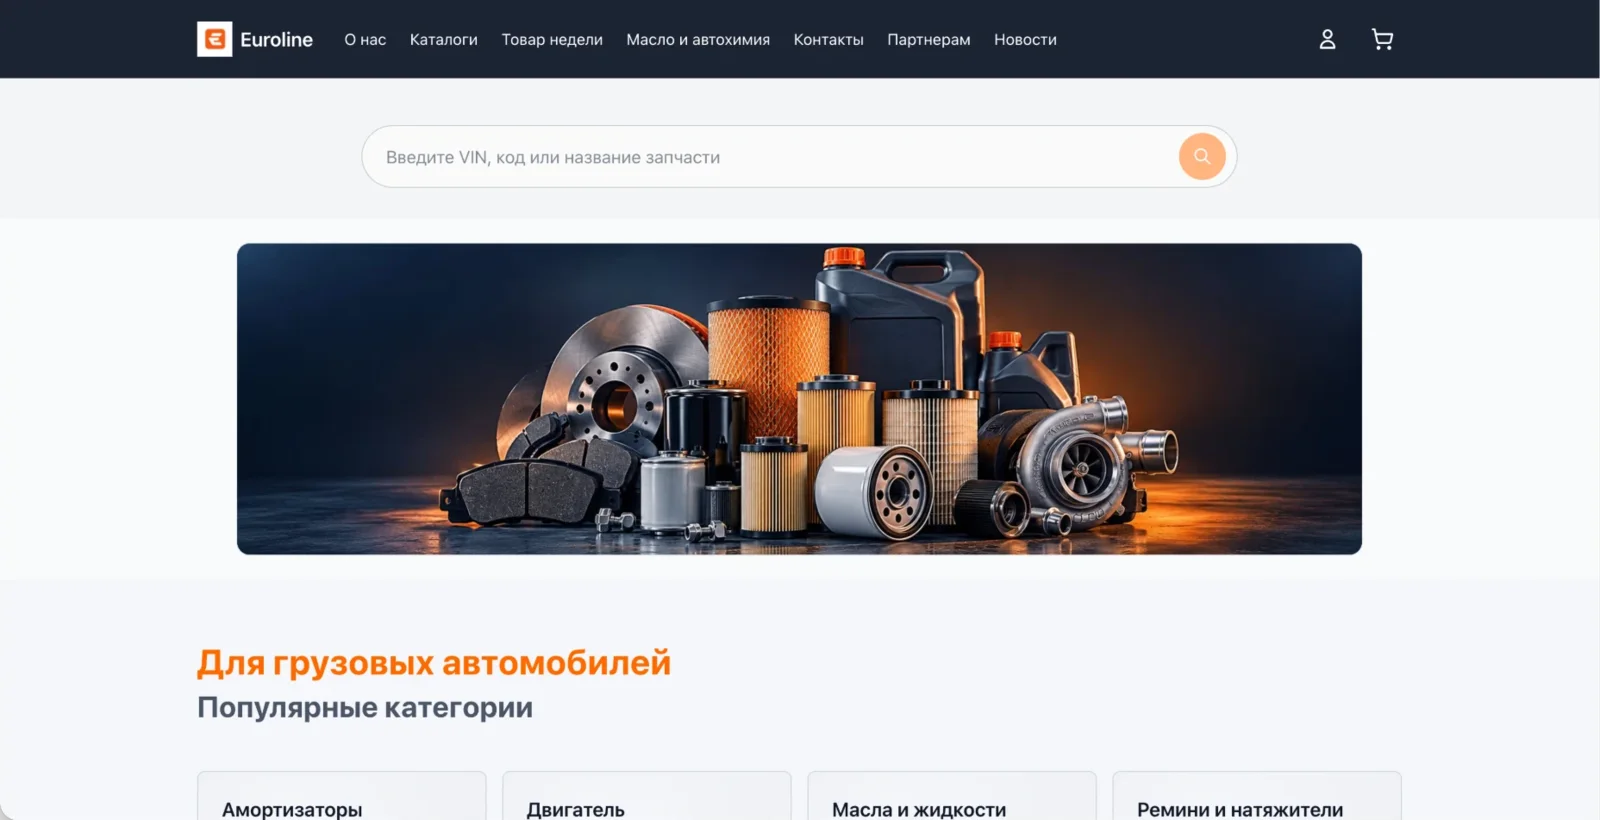 Euroline
О нас Каталоги Товар недели Масло и автохимия Контакты Партнерам Новости
Введите VIN, код или название запчасти
Для грузовых автомобилей
Популярные категории
Амортизаторы Двигатель Масла и жидкости Ремини и натяжители